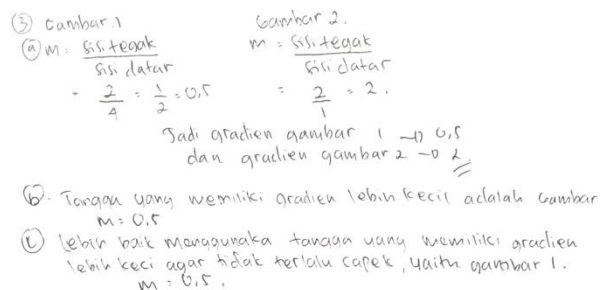 ③ Gambar 1 Gambar 2.
ⓐ m = sisi tegak / sisi datar m = sisi tegak / sisi datar
= 2/4 = 1/2 = 0,5 = 2/1 = 2.
Jadi gradien gambar 1 → 0,5
dan gradien gambar 2 → 2
ⓑ. Tangga yang memiliki gradien lebih kecil adalah Gambar
m = 0,5
ⓒ lebih baik menggunaka tangga yang memiliki gradien
lebih keci agar tidak terlalu capek, yaitu gambar 1.
m = 0,5.